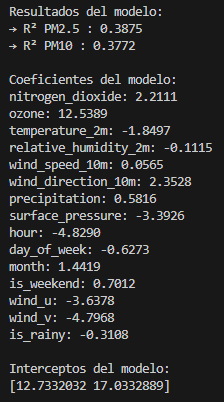 Resultados del modelo:
→ R² PM2.5 : 0.3875
→ R² PM10 : 0.3772
Coeficientes del modelo:
nitrogen_dioxide: 2.2111
ozone: 12.5389
temperature_2m: -1.8497
relative_humidity_2m: -0.1115
wind_speed_10m: 0.0565
wind_direction_10m: 2.3528
precipitation: 0.5816
surface_pressure: -3.3926
hour: -4.8290
day_of_week: -0.6273
month: 1.4419
is_weekend: 0.7012
wind_u: -3.6378
wind_v: -4.7968
is_rainy: -0.3108
Interceptos del modelo:
[12.7332032 17.0332889]